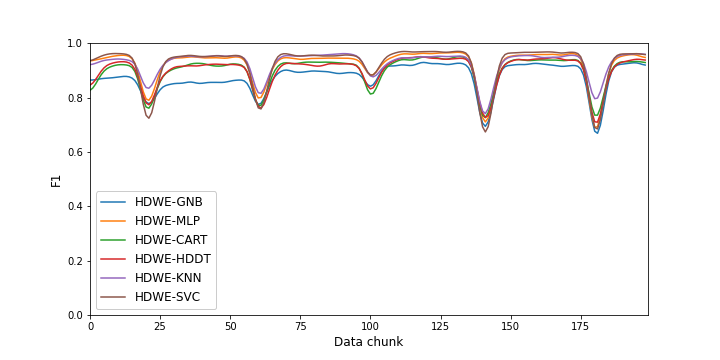 1.0
0.8
0.6
0.4
0.2
0.0
F1
HDWE-GNB
HDWE-MLP
HDWE-CART
HDWE-HDDT
HDWE-KNN
HDWE-SVC
0 25 50 75 100 125 150 175
Data chunk